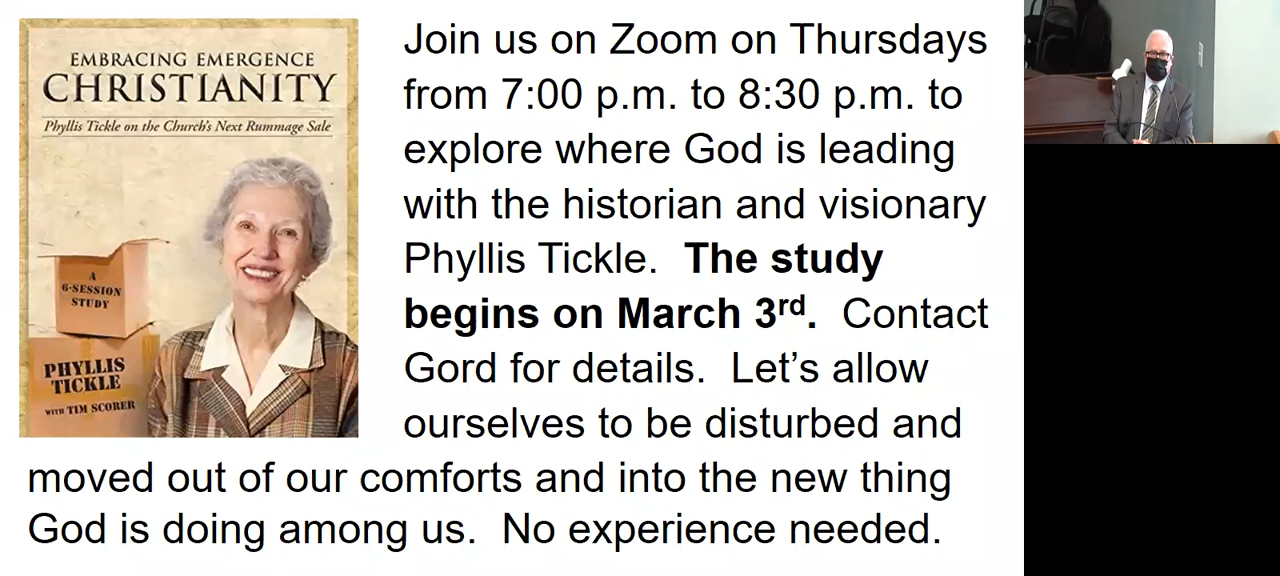 EMBRACING EMERGENCE
CHRISTIANITY
Phyllis Tickle on the Church's Next Rummage Sale
A
6-SESSION
STUDY
PHYLLIS
TICKLE
WITH TIM SCORER
Join us on Zoom on Thursdays
from 7:00 p.m. to 8:30 p.m. to
explore where God is leading
with the historian and visionary
Phyllis Tickle.  The study
begins on March 3rd.  Contact
Gord for details.  Let’s allow
ourselves to be disturbed and
moved out of our comforts and into the new thing
God is doing among us.  No experience needed.